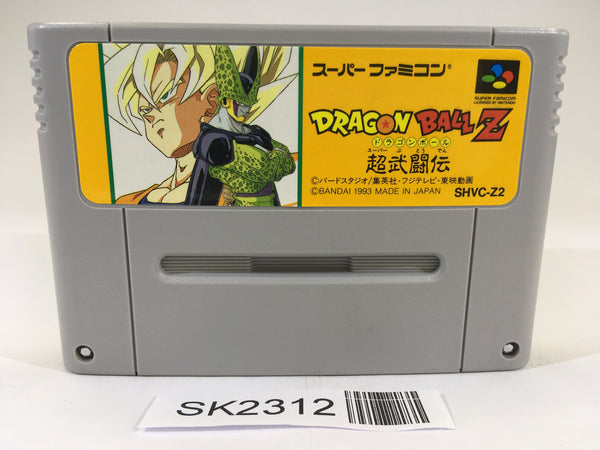 スーパーファミコン®
SUPER FAMICOM
LICENSED BY NINTENDO
DRAGON BALL Z
ドラゴンボール
スーパー ぶ とう でん
超武闘伝
©バードスタジオ/集英社・フジテレビ・東映動画
©BANDAI 1993 MADE IN JAPAN
SHVC-Z2
SK2312